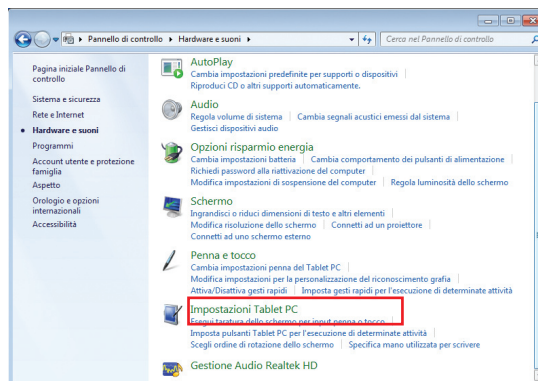 Pannello di controllo Hardware e suoni Cerca nel Pannello di controllo
Pagina iniziale Pannello di
controllo
Sistema e sicurezza
Rete e Internet
Hardware e suoni
Programmi
Account utente e protezione
famiglia
Aspetto
Orologio e opzioni
internazionali
Accessibilità
AutoPlay
Cambia impostazioni predefinite per supporti o dispositivi
Riproduci CD o altri supporti automaticamente.
Audio
Regola volume di sistema Cambia segnali acustici emessi dal sistema
Gestisci dispositivi audio
Opzioni risparmio energia
Cambia impostazioni batteria Cambia comportamento dei pulsanti di alimentazione
Richiedi password alla riattivazione del computer
Modifica impostazioni di sospensione del computer Regola luminosità dello schermo
Schermo
Ingrandisci o riduci dimensioni di testo e altri elementi
Modifica risoluzione dello schermo Connetti ad un proiettore
Connetti ad uno schermo esterno
Penna e tocco
Cambia impostazioni penna del Tablet PC
Modifica impostazioni per la personalizzazione del riconoscimento grafia
Attiva/Disattiva gesti rapidi Imposta gesti rapidi per l'esecuzione di determinate attività
Impostazioni Tablet PC
Esegui taratura dello schermo per input penna o tocco
Imposta pulsanti Tablet PC per l'esecuzione di determinate attività
Scegli ordine di rotazione dello schermo Specifica mano utilizzata per scrivere
Gestione Audio Realtek HD